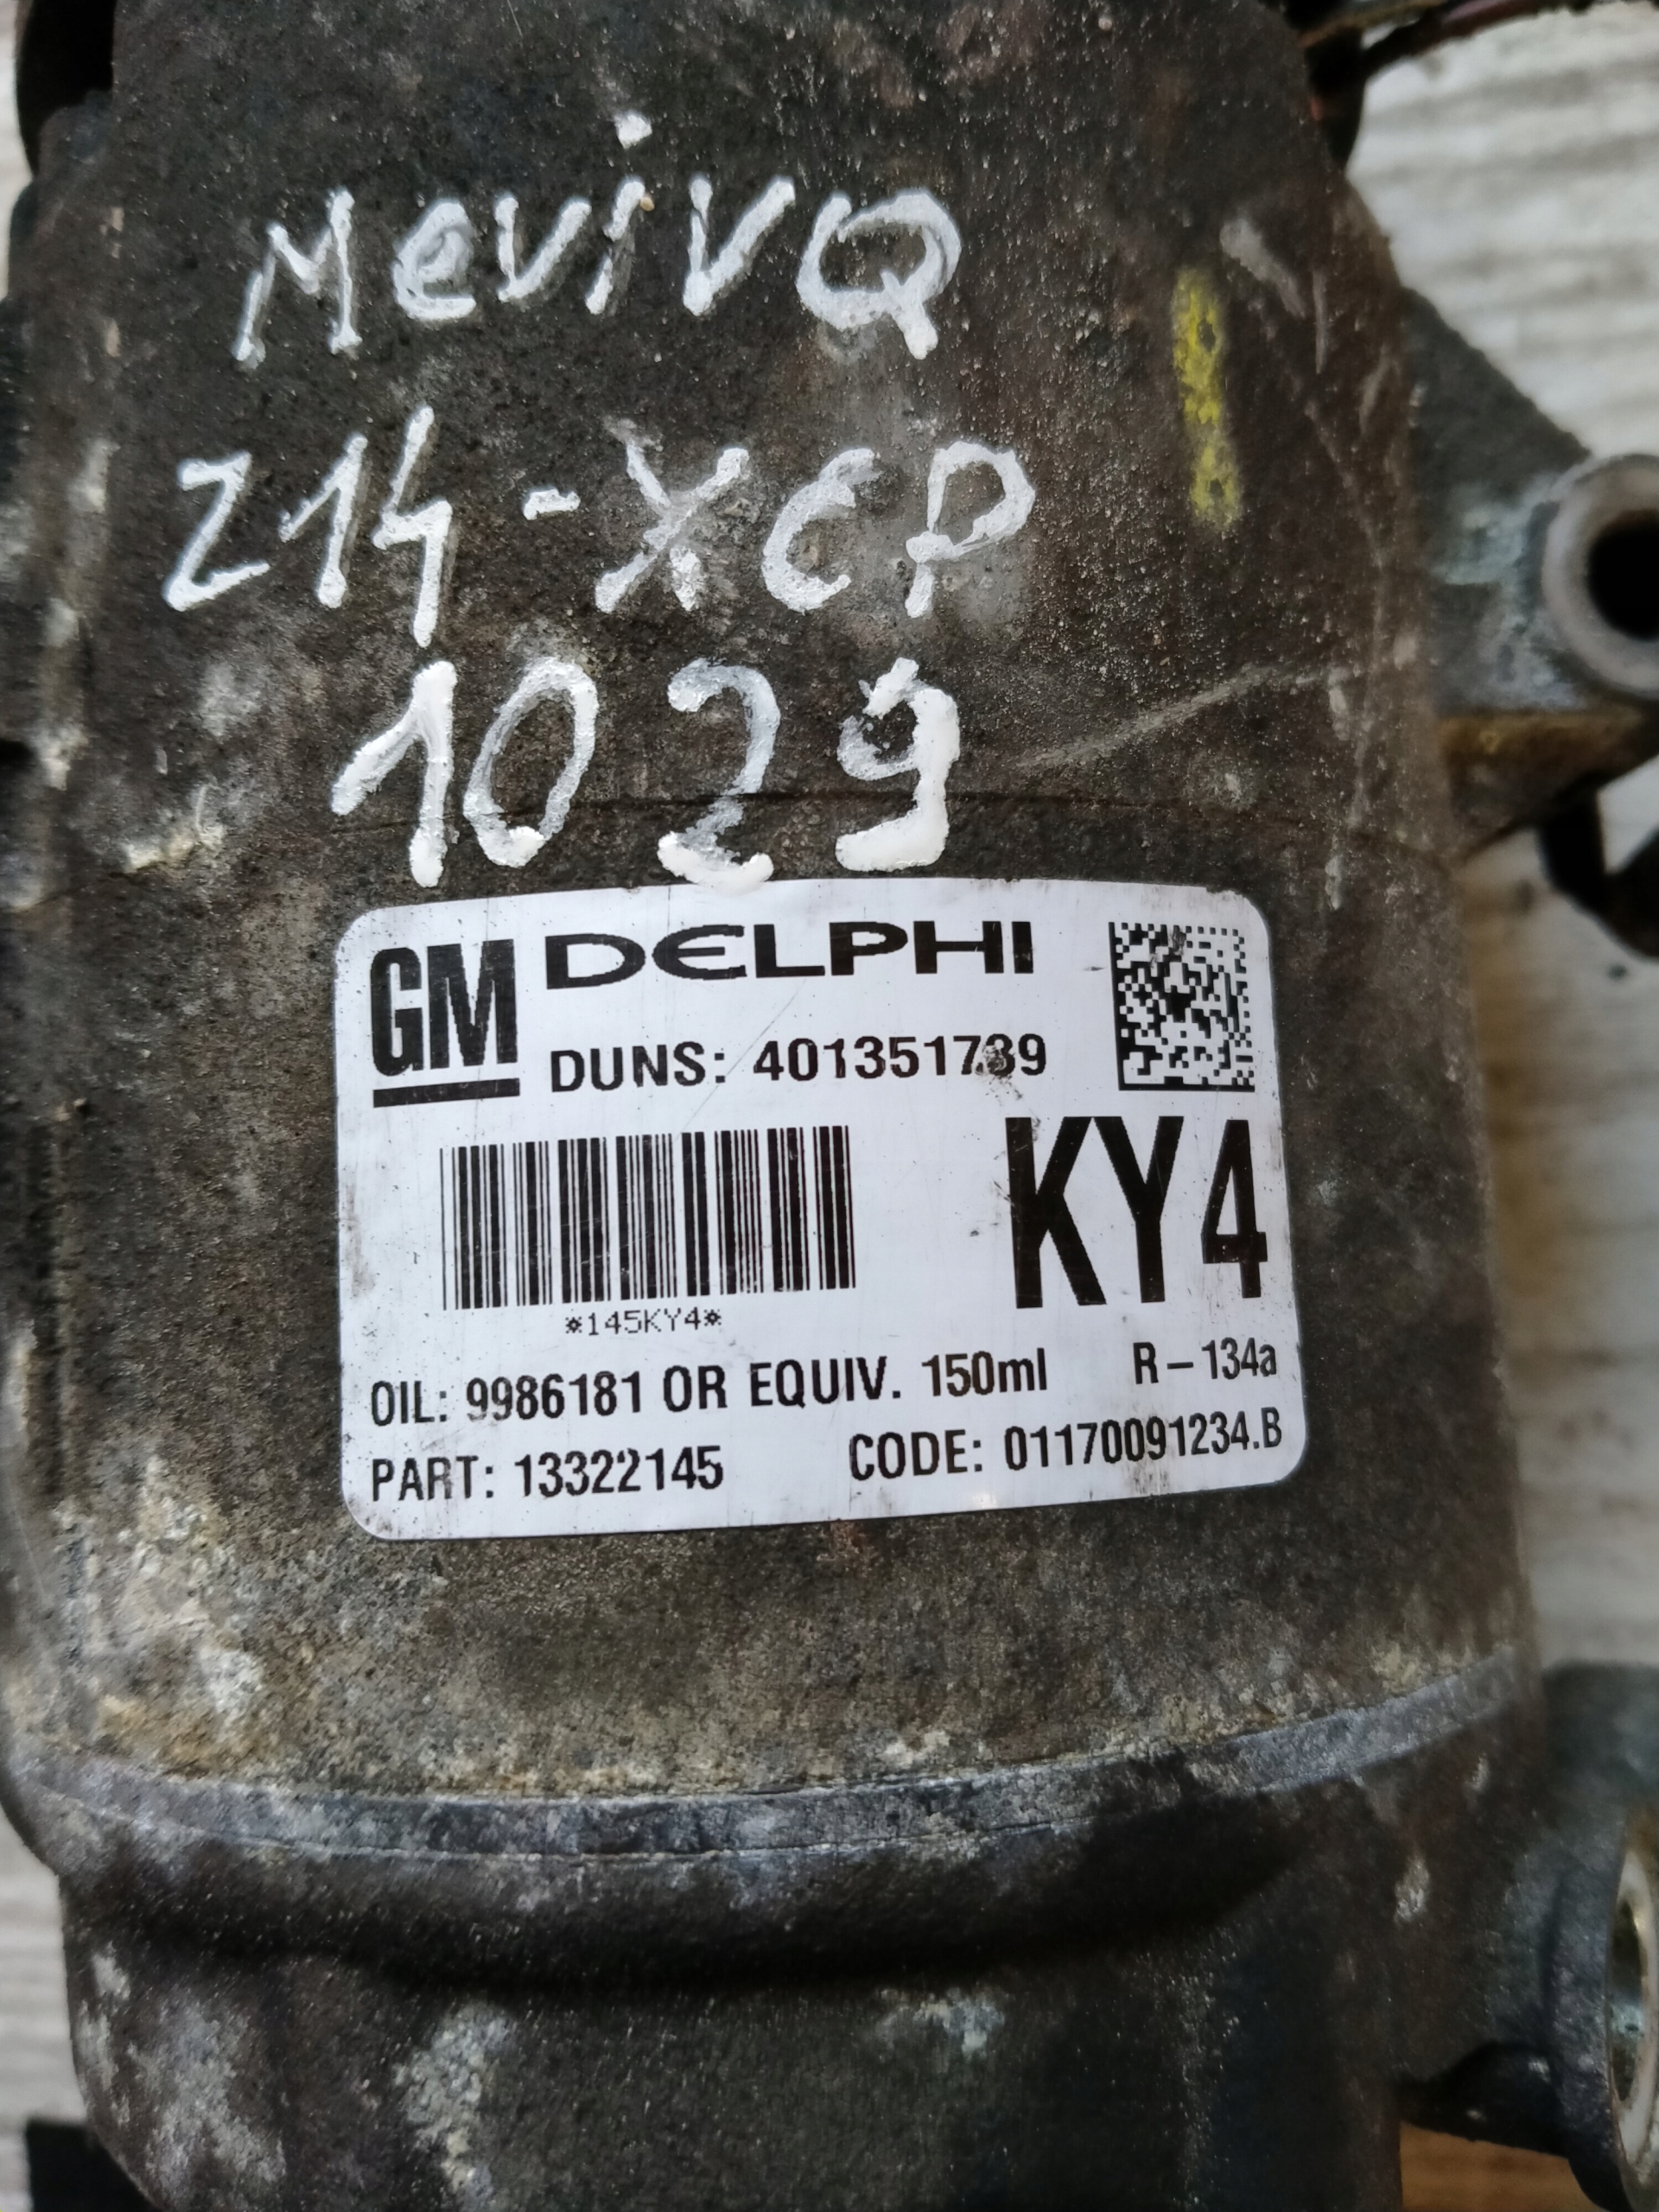 MeviVQ
Z14-XEP
1029
GM DELPHI
DUNS: 401351739
KY4
*145KY4*
OIL: 9986181 OR EQUIV. 150ml R-134a
PART: 13322145 CODE: 01170091234.B